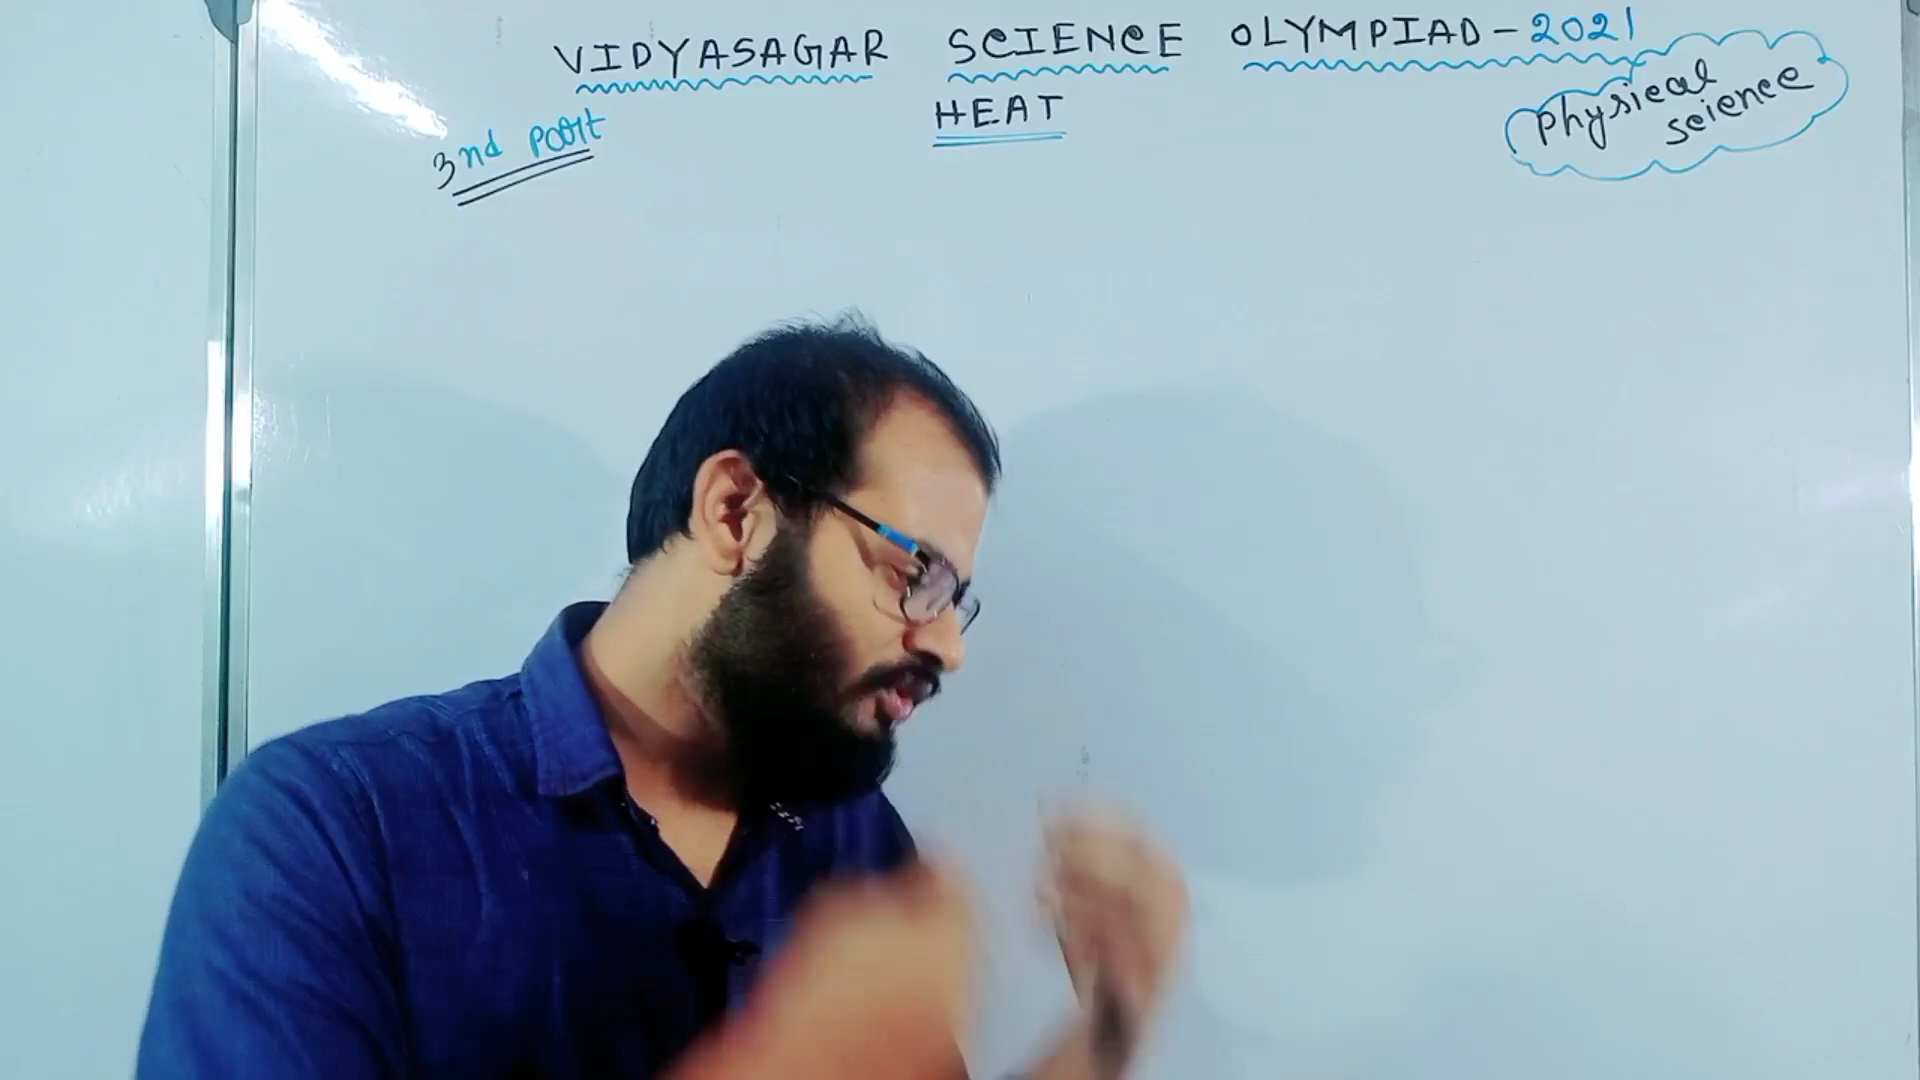 VIDYASAGAR SCIENCE OLYMPIAD-2021
HEAT
3nd part
Physical
science